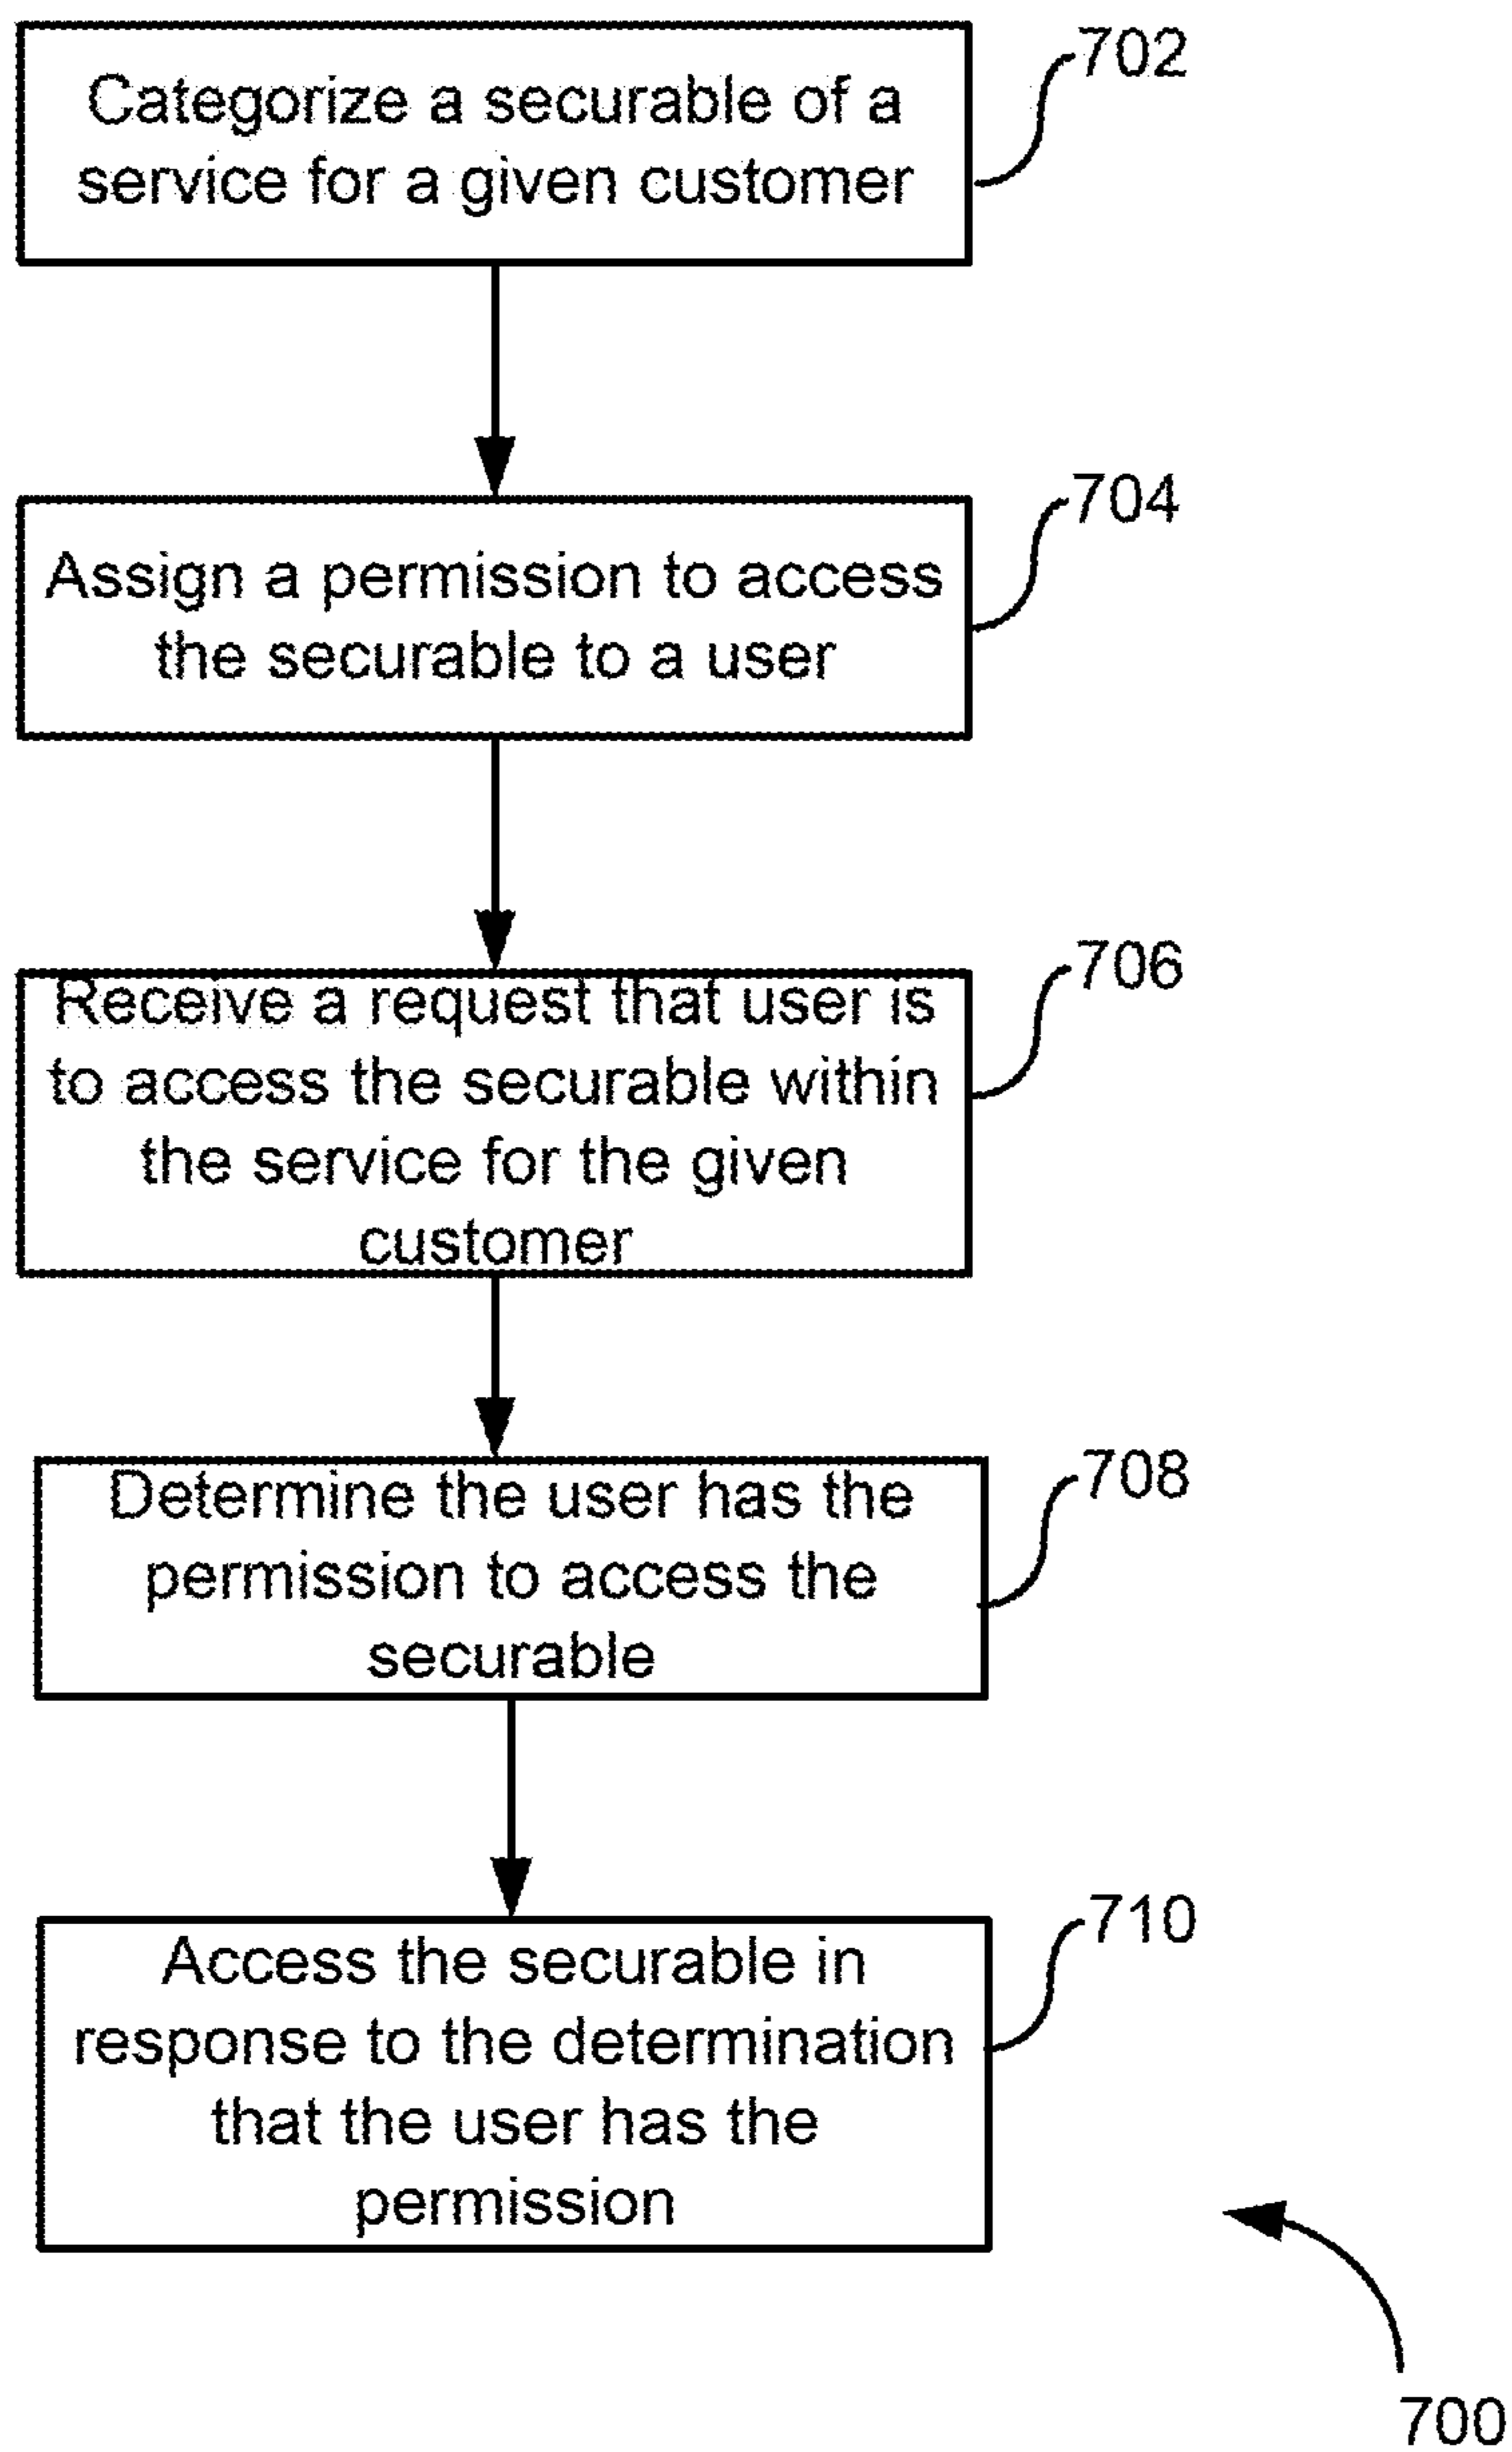 Categorize a securable of a
service for a given customer
702
Assign a permission to access
the securable to a user
704
Receive a request that user is
to access the securable within
the service for the given
customer
706
Determine the user has the
permission to access the
securable
708
Access the securable in
response to the determination
that the user has the
permission
710
700